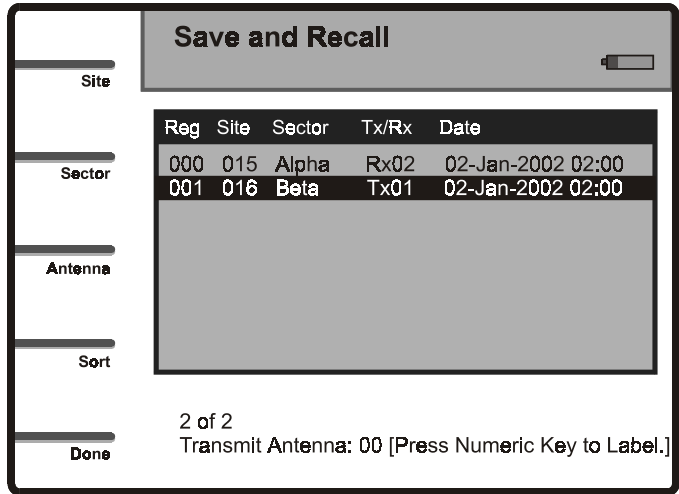 Save and Recall
Site
Sector
Antenna
Sort
Done
Reg Site Sector Tx/Rx Date
000 015 Alpha Rx02 02-Jan-2002 02:00
001 016 Beta Tx01 02-Jan-2002 02:00
2 of 2
Transmit Antenna: 00 [Press Numeric Key to Label.]